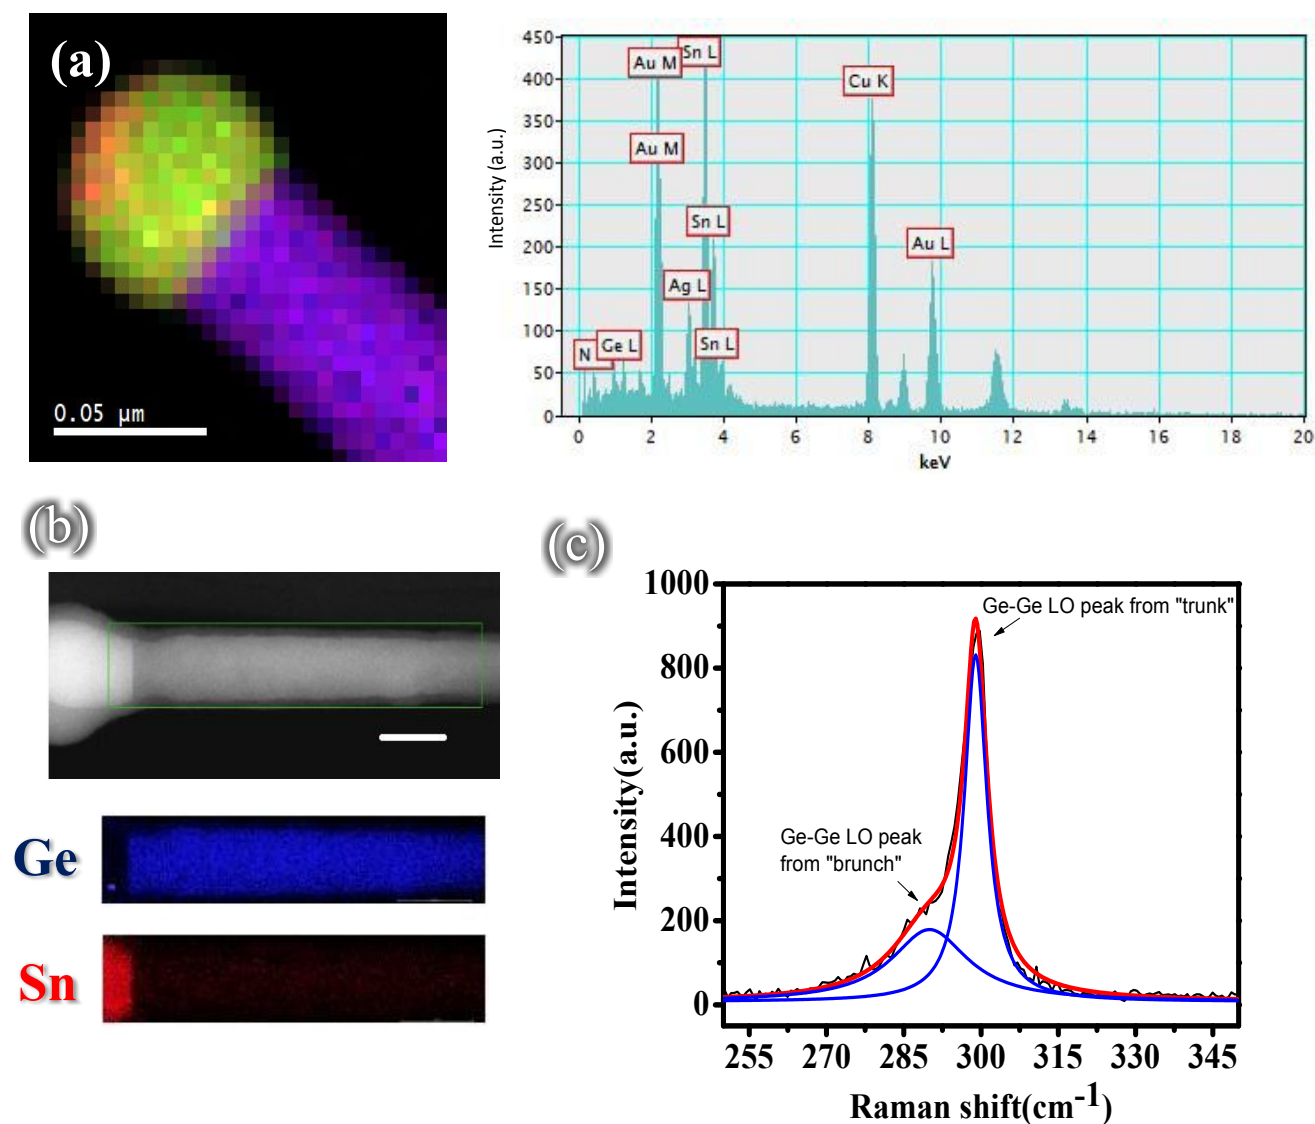 (a)
0.05 µm
Intensity (a.u.)
450
400
350
300
250
200
150
100
50
0
Au M
Sn L
Cu K
Au M
Sn L
Au L
Ag L
N
Ge L
Sn L
0 2 4 6 8 10 12 14 16 18 20
keV
(b)
Ge
Sn
(c)
Intensity(a.u.)
1000
800
600
400
200
0
Ge-Ge LO peak from "trunk"
Ge-Ge LO peak
from "brunch"
255 270 285 300 315 330 345
Raman shift(cm-1)